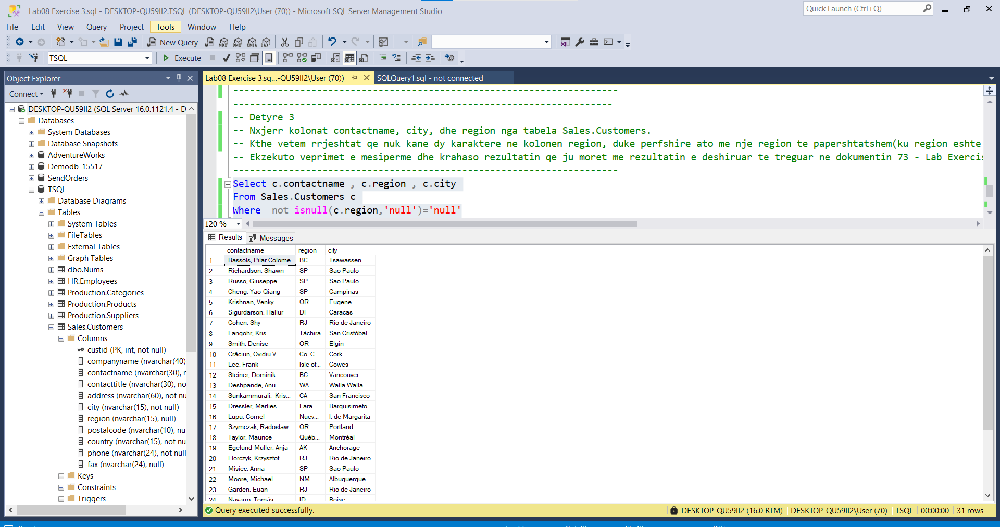 Lab08 Exercise 3.sql - DESKTOP-QU59II2.TSQL (DESKTOP-QU59II2\User (70)) - Microsoft SQL Server Management Studio
Quick Launch (Ctrl+Q)
File Edit View Query Project Tools Window Help
New Query MDX DMX XMLA DAX
TSQL Execute
Object Explorer
Connect
DESKTOP-QU59II2 (SQL Server 16.0.1121.4 - D
Databases
System Databases
Database Snapshots
AdventureWorks
Demodb_15517
SendOrders
TSQL
Database Diagrams
Tables
System Tables
FileTables
External Tables
Graph Tables
dbo.Nums
HR.Employees
Production.Categories
Production.Products
Production.Suppliers
Sales.Customers
Columns
custid (PK, int, not null)
companyname (nvarchar(40)
contactname (nvarchar(30), r
contacttitle (nvarchar(30), no
address (nvarchar(60), not nu
city (nvarchar(15), not null)
region (nvarchar(15), null)
postalcode (nvarchar(10), nu
country (nvarchar(15), not nu
phone (nvarchar(24), not null
fax (nvarchar(24), null)
Keys
Constraints
Triggers
Lab08 Exercise 3.sq...-QU59II2\User (70)) SQLQuery1.sql - not connected
---------------------------------------------------------------------
--------------------------------------------------------------------
-- Detyre 3
-- Nxjerr kolonat contactname, city, dhe region nga tabela Sales.Customers.
-- Kthe vetem rrjeshtat qe nuk kane dy karaktere ne kolonen region, duke perfshire ato me nje region te papershtatshem(ku region eshte
-- Ekzekuto veprimet e mesiperme dhe krahaso rezultatin qe ju moret me rezultatin e deshiruar te treguar ne dokumentin 73 - Lab Exercis
---------------------------------------------------------------------
Select c.contactname , c.region , c.city
From Sales.Customers c
Where  not isnull(c.region,'null')='null'
120 %
Results Messages
contactname region city
1 Bassols, Pilar Colome BC Tsawassen
2 Richardson, Shawn SP Sao Paulo
3 Russo, Giuseppe SP Sao Paulo
4 Cheng, Yao-Qiang SP Campinas
5 Krishnan, Venky OR Eugene
6 Sigurdarson, Hallur DF Caracas
7 Cohen, Shy RJ Rio de Janeiro
8 Langohr, Kris Táchira San Cristóbal
9 Smith, Denise OR Elgin
10 Crăciun, Ovidiu V. Co. C... Cork
11 Lee, Frank Isle of... Cowes
12 Steiner, Dominik BC Vancouver
13 Deshpande, Anu WA Walla Walla
14 Sunkammurali,  Kris... CA San Francisco
15 Dressler, Marlies Lara Barquisimeto
16 Lupu, Cornel Nuev... I. de Margarita
17 Szymczak, Radosław OR Portland
18 Taylor, Maurice Québ... Montréal
19 Egelund-Muller, Anja AK Anchorage
20 Florczyk, Krzysztof RJ Rio de Janeiro
21 Misiec, Anna SP Sao Paulo
22 Moore, Michael NM Albuquerque
23 Garden, Euan RJ Rio de Janeiro
24 Navarro, Tomás ID Boise
Query executed successfully.
DESKTOP-QU59II2 (16.0 RTM) DESKTOP-QU59II2\User (70) TSQL 00:00:00 31 rows